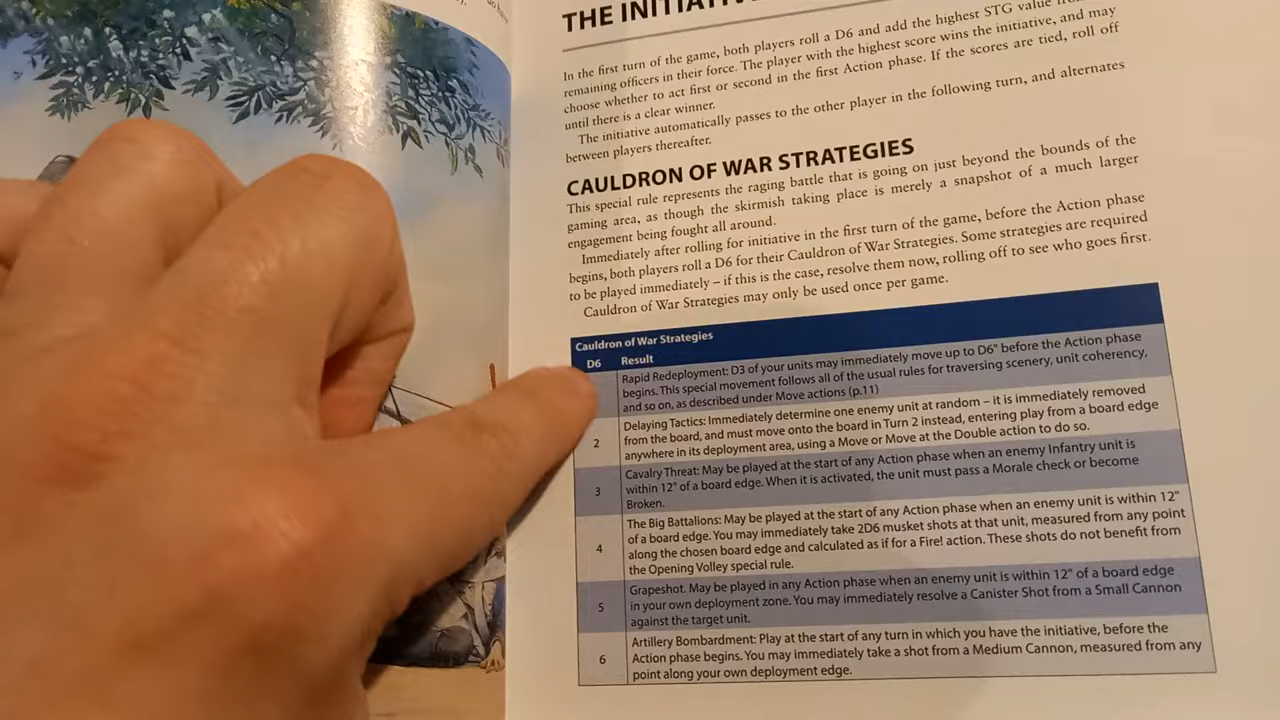 THE INITIATIVE
In the first turn of the game, both players roll a D6 and add the highest STG value
remaining officers in their force. The player with the highest score wins the initiative, and may
choose whether to act first or second in the first Action phase. If the scores are tied, roll off
until there is a clear winner.
The initiative automatically passes to the other player in the following turn, and alternates
between players thereafter.
CAULDRON OF WAR STRATEGIES
This special rule represents the raging battle that is going on just beyond the bounds of the
gaming area, as though the skirmish taking place is merely a snapshot of a much larger
engagement being fought all around.
Immediately after rolling for initiative in the first turn of the game, before the Action phase
begins, both players roll a D6 for their Cauldron of War Strategies. Some strategies are required
to be played immediately – if this is the case, resolve them now, rolling off to see who goes first.
Cauldron of War Strategies may only be used once per game.
Cauldron of War Strategies
D6 Result
Rapid Redeployment: D3 of your units may immediately move up to D6" before the Action phase
begins. This special movement follows all of the usual rules for traversing scenery, unit coherency,
and so on, as described under Move actions (p.11)
2 Delaying Tactics: Immediately determine one enemy unit at random – it is immediately removed
from the board, and must move onto the board in Turn 2 instead, entering play from a board edge
anywhere in its deployment area, using a Move or Move at the Double action to do so.
3 Cavalry Threat: May be played at the start of any Action phase when an enemy Infantry unit is
within 12" of a board edge. When it is activated, the unit must pass a Morale check or become
Broken.
4 The Big Battalions: May be played at the start of any Action phase when an enemy unit is within 12"
of a board edge. You may immediately take 2D6 musket shots at that unit, measured from any point
along the chosen board edge and calculated as if for a Fire! action. These shots do not benefit from
the Opening Volley special rule.
5 Grapeshot. May be played in any Action phase when an enemy unit is within 12" of a board edge
in your own deployment zone. You may immediately resolve a Canister Shot from a Small Cannon
against the target unit.
6 Artillery Bombardment: Play at the start of any turn in which you have the initiative, before the
Action phase begins. You may immediately take a shot from a Medium Cannon, measured from any
point along your own deployment edge.